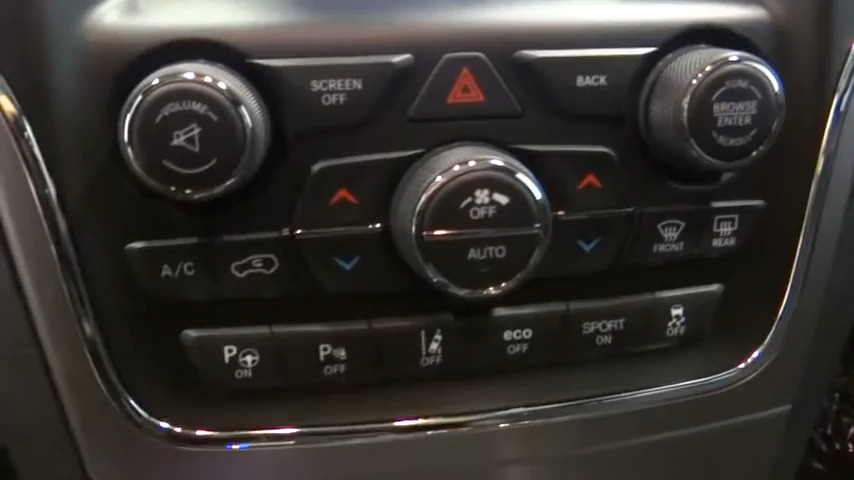 VOLUME
SCREEN
OFF
BACK
TUNE
BROWSE
ENTER
SCROLL
OFF
AUTO
A/C
FRONT
REAR
P ON
P OFF
OFF
eco
OFF
SPORT
ON
OFF